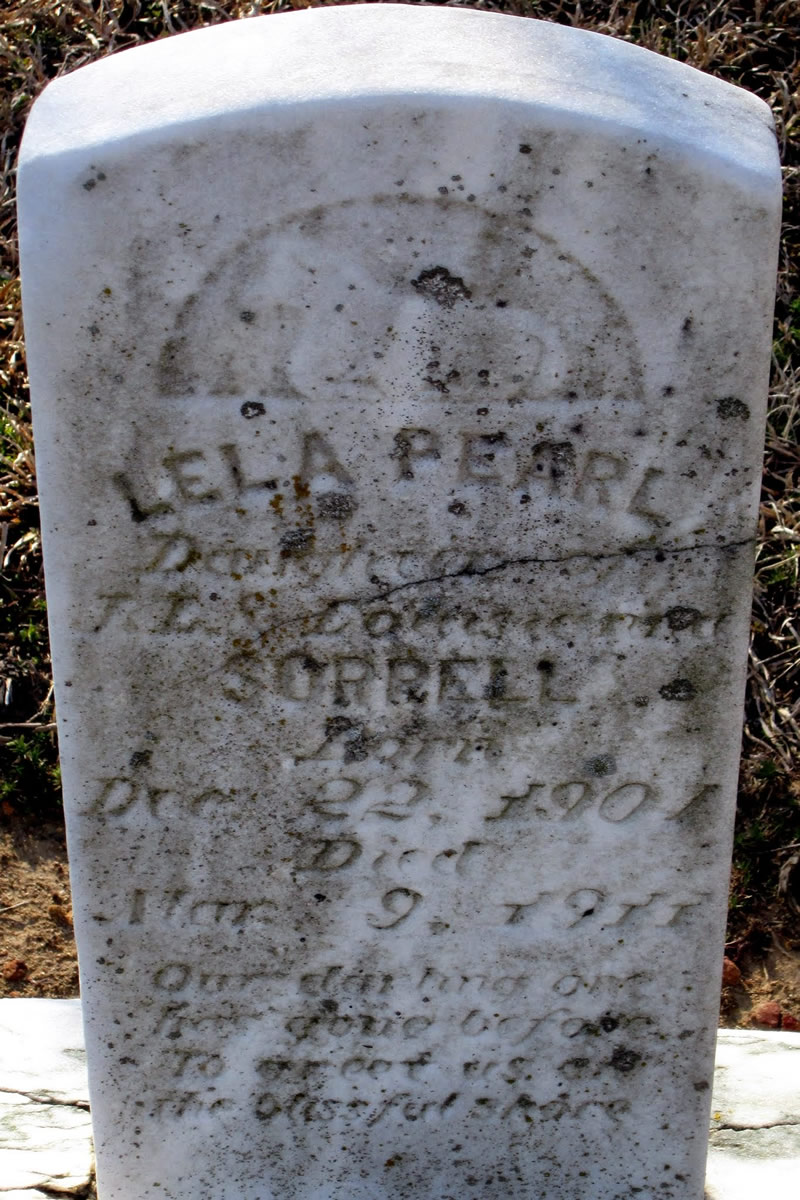 LELA PEARL
Daughter of
J. L. & Louisianna
SORRELL
Born
Dec. 22, 1901
Died
Mar. 9, 1911
Our darling one
has gone before
To greet us on
the blissful shore